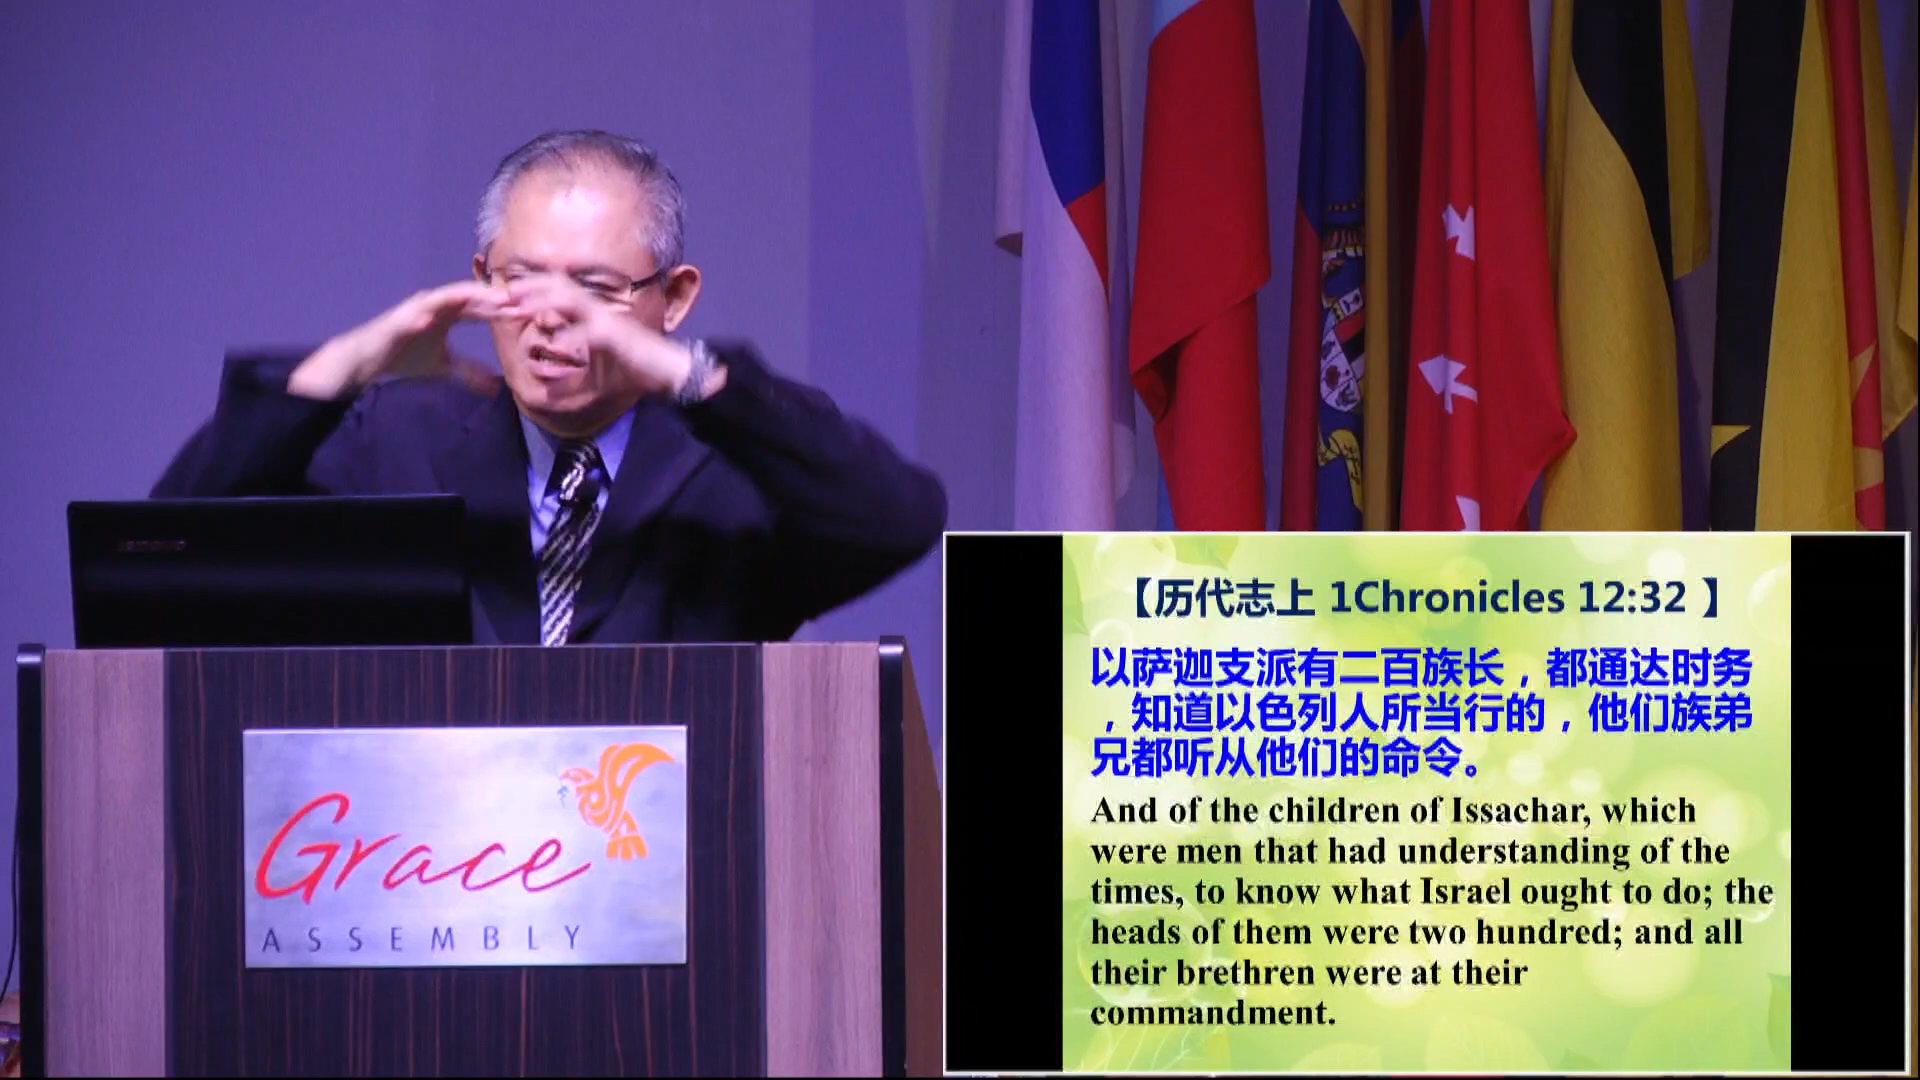 lenovo
Grace
ASSEMBLY
【历代志上 1Chronicles 12:32 】
以萨迦支派有二百族长，都通达时务
，知道以色列人所当行的，他们族弟
兄都听从他们的命令。
And of the children of Issachar, which
were men that had understanding of the
times, to know what Israel ought to do; the
heads of them were two hundred; and all
their brethren were at their
commandment.